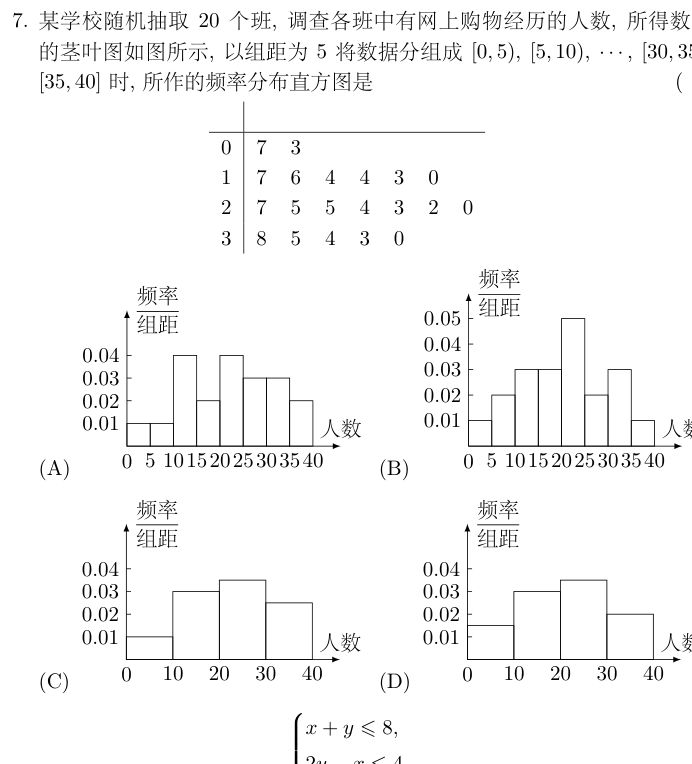 7. 某学校随机抽取 20 个班, 调查各班中有网上购物经历的人数, 所得数
的茎叶图如图所示, 以组距为 5 将数据分组成 [0, 5), [5, 10), ⋯, [30, 35
[35, 40] 时, 所作的频率分布直方图是 (
0 7 3
1 7 6 4 4 3 0
2 7 5 5 4 3 2 0
3 8 5 4 3 0
频率
组距
0.04
0.03
0.02
0.01
人数
0 5 10 15 20 25 30 35 40
(A)
频率
组距
0.05
0.04
0.03
0.02
0.01
人数
0 5 10 15 20 25 30 35 40
(B)
频率
组距
0.04
0.03
0.02
0.01
人数
0 10 20 30 40
(C)
频率
组距
0.04
0.03
0.02
0.01
人数
0 10 20 30 40
(D)
x + y ⩽ 8,
2y − x ⩽ 4